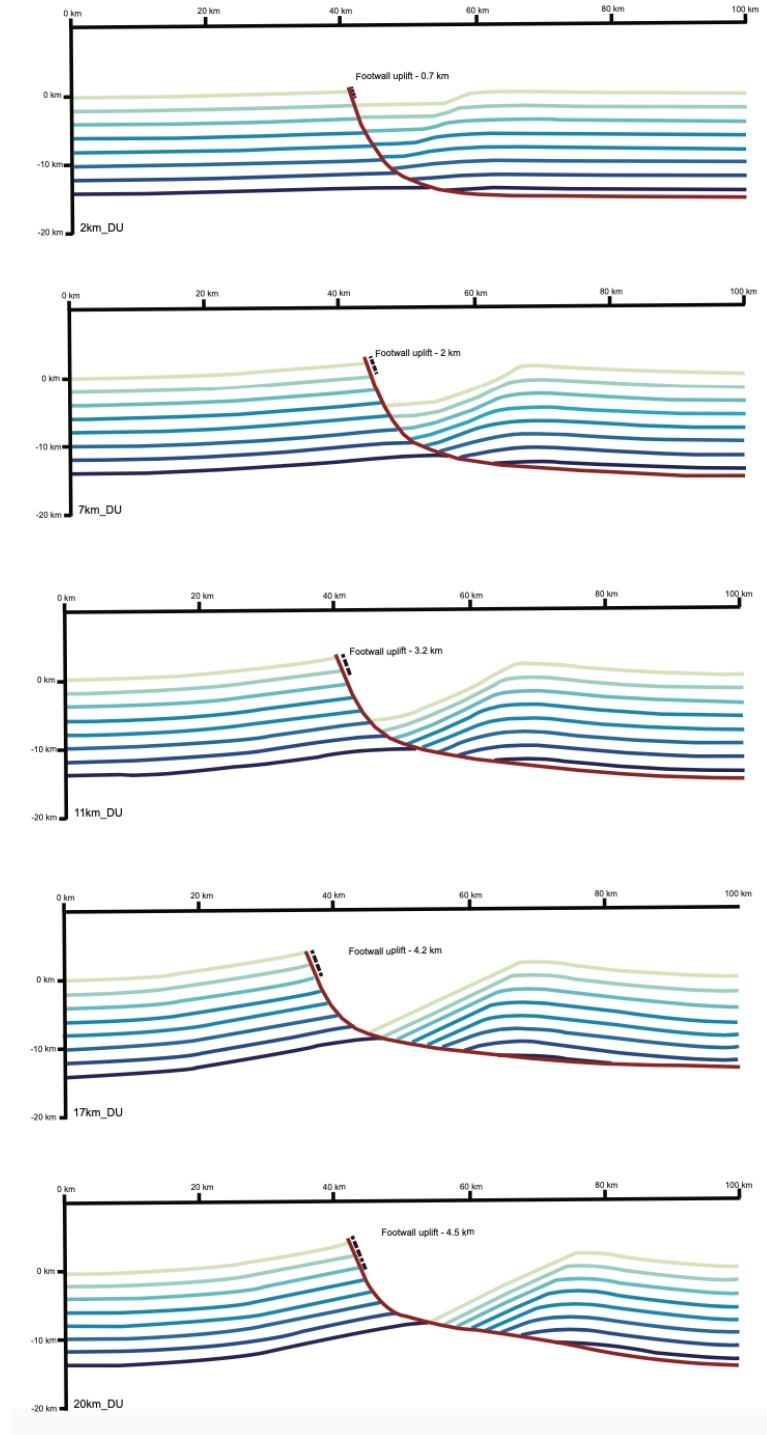 0 km 20 km 40 km 60 km 80 km 100 km
Footwall uplift - 0.7 km
0 km
-10 km
-20 km
2km_DU
0 km 20 km 40 km 60 km 80 km 100 km
Footwall uplift - 2 km
0 km
-10 km
-20 km
7km_DU
0 km 20 km 40 km 60 km 80 km 100 km
Footwall uplift - 3.2 km
0 km
-10 km
-20 km
11km_DU
0 km 20 km 40 km 60 km 80 km 100 km
Footwall uplift - 4.2 km
0 km
-10 km
-20 km
17km_DU
0 km 20 km 40 km 60 km 80 km 100 km
Footwall uplift - 4.5 km
0 km
-10 km
-20 km
20km_DU